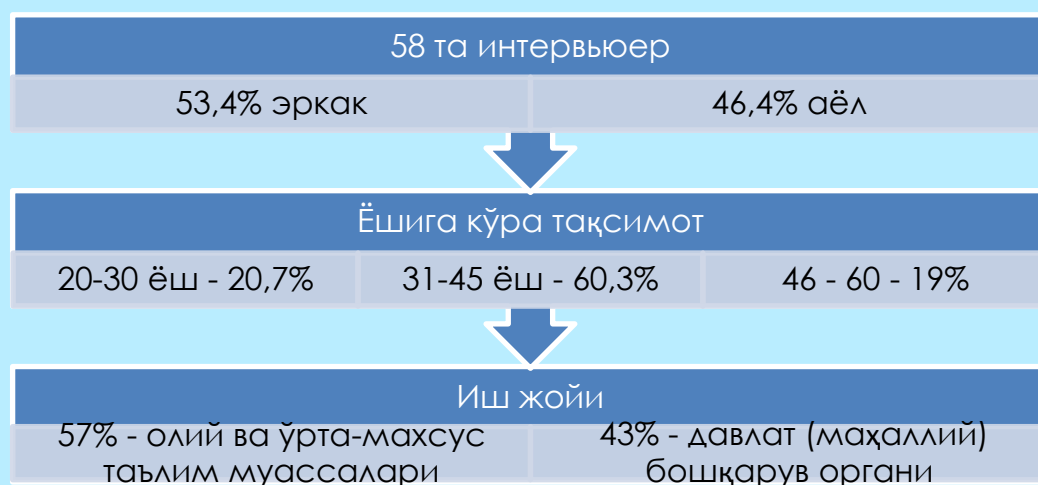 58 та интервьюер
53,4% эркак
46,4% аёл
Ёшига кўра тақсимот
20-30 ёш - 20,7%
31-45 ёш - 60,3%
46 - 60 - 19%
Иш жойи
57% - олий ва ўрта-махсус
таълим муассалари
43% - давлат (маҳаллий)
бошқарув органи